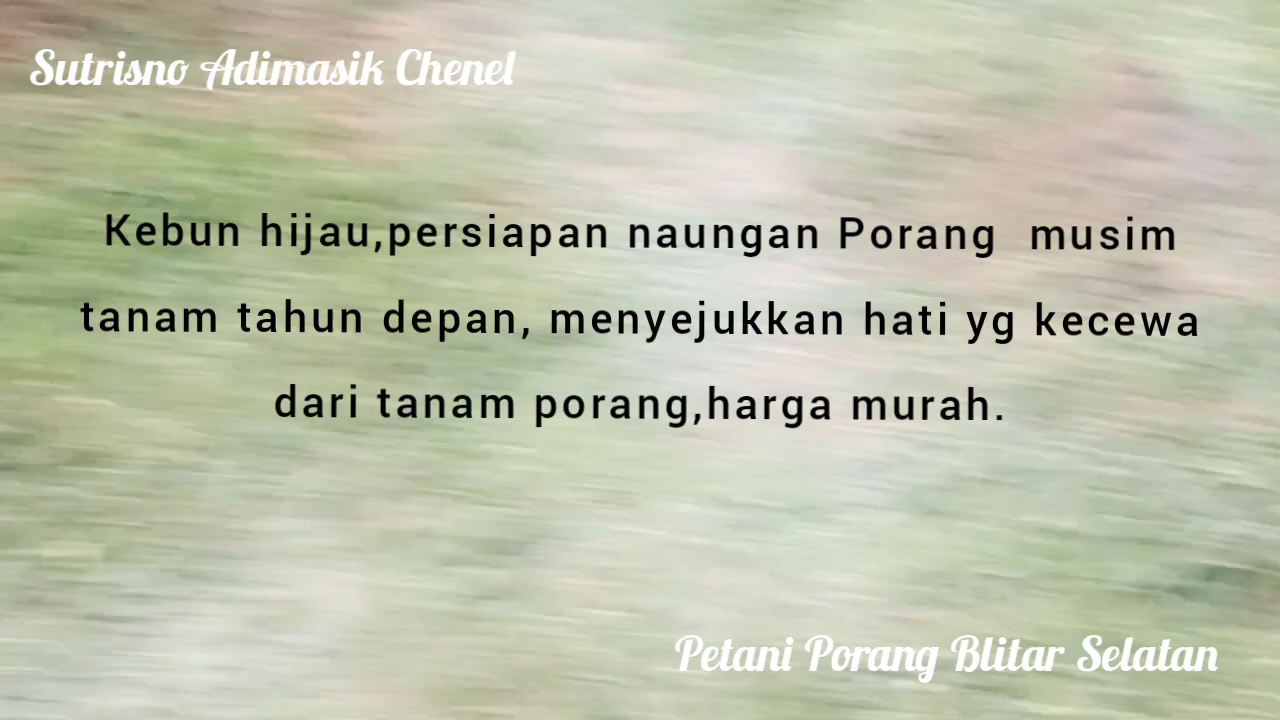 Sutrisno Adimasik Chenel
Kebun hijau,persiapan naungan Porang  musim
tanam tahun depan, menyejukkan hati yg kecewa
dari tanam porang,harga murah.
Petani Porang Blitar Selatan